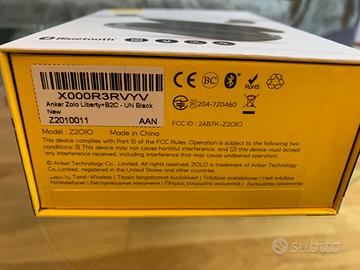 Bluetooth
X000R3RVYV
Anker Zolo Liberty+B2C - UN Black
New
Z2010011 AAN
Model: Z2010
Made in China
204-720460
FCC ID: 2AB7K-Z2010
This device complies with Part 15 of the FCC Rules. Operation is subject to the following two
conditions: (1) This device may not cause harmful interference, and (2) this device must accept
any interference received, including interference that may cause undesired operation.
© Anker Technology Co., Limited. All rights reserved. ZOLO is a trademark of Anker Technology
Co., Limited, registered in the United States and other countries.
subito